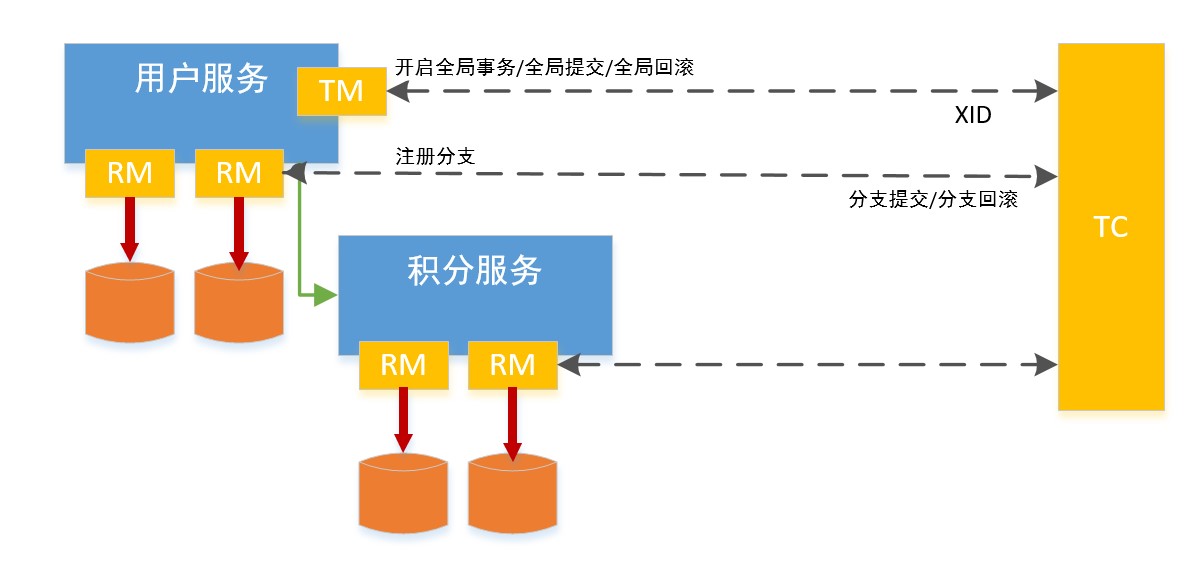 用户服务
TM
开启全局事务/全局提交/全局回滚
XID
RM
RM
注册分支
分支提交/分支回滚
TC
积分服务
RM
RM